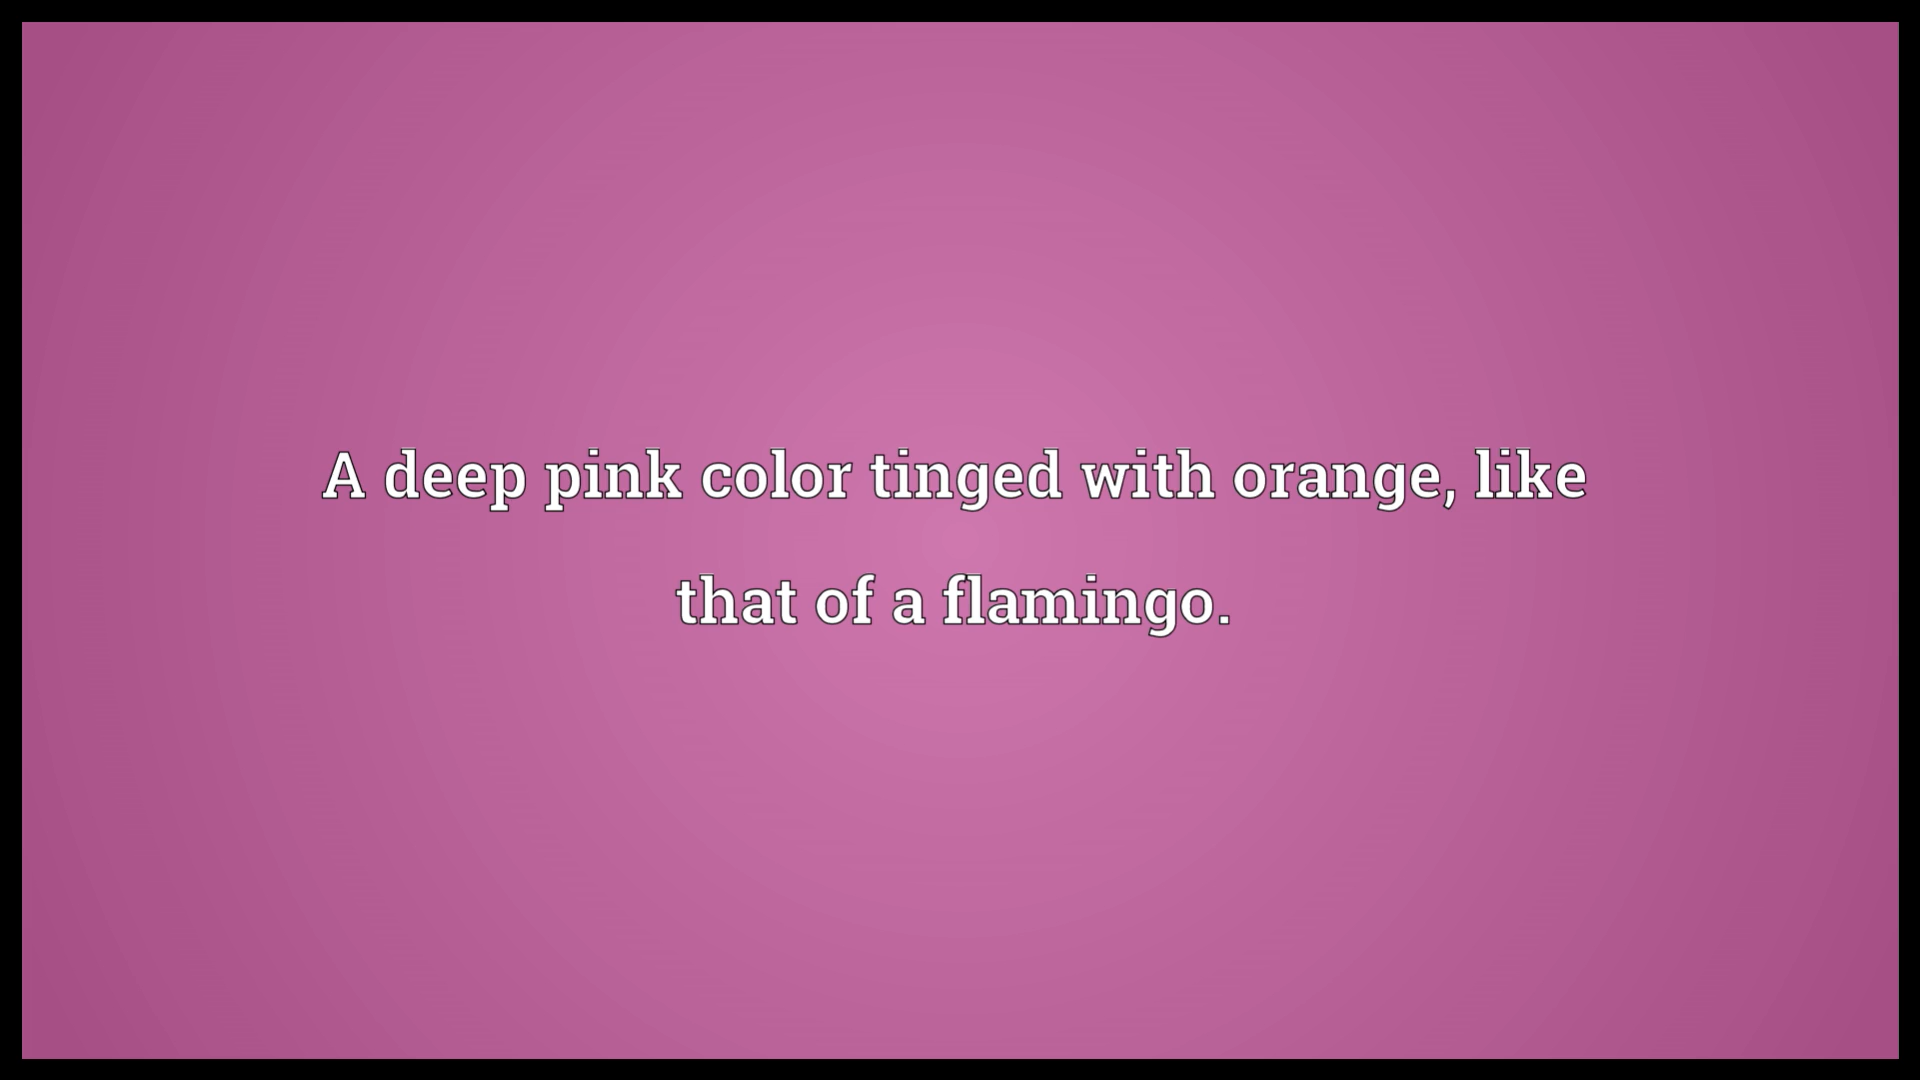 A deep pink color tinged with orange, like
that of a flamingo.